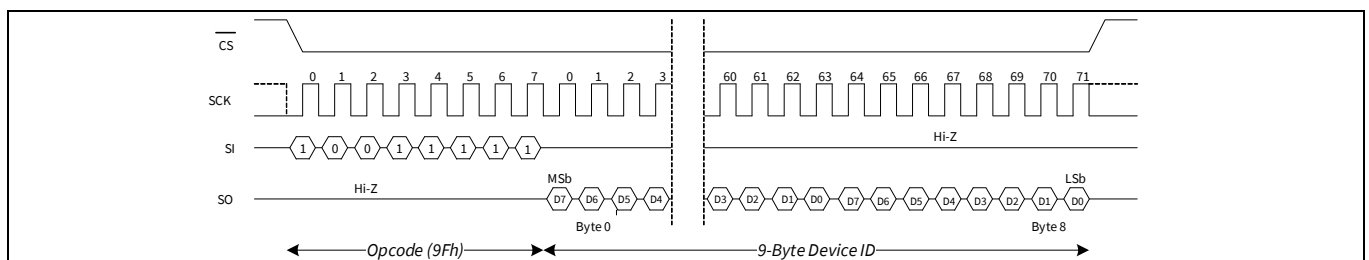 CS
0 1 2 3 4 5 6 7 0 1 2 3 60 61 62 63 64 65 66 67 68 69 70 71
SCK
Hi-Z
SI 1 0 0 1 1 1 1 1
Hi-Z MSb LSb
SO D7 D6 D5 D4 D3 D2 D1 D0 D7 D6 D5 D4 D3 D2 D1 D0
Byte 0 Byte 8
Opcode (9Fh) 9-Byte Device ID